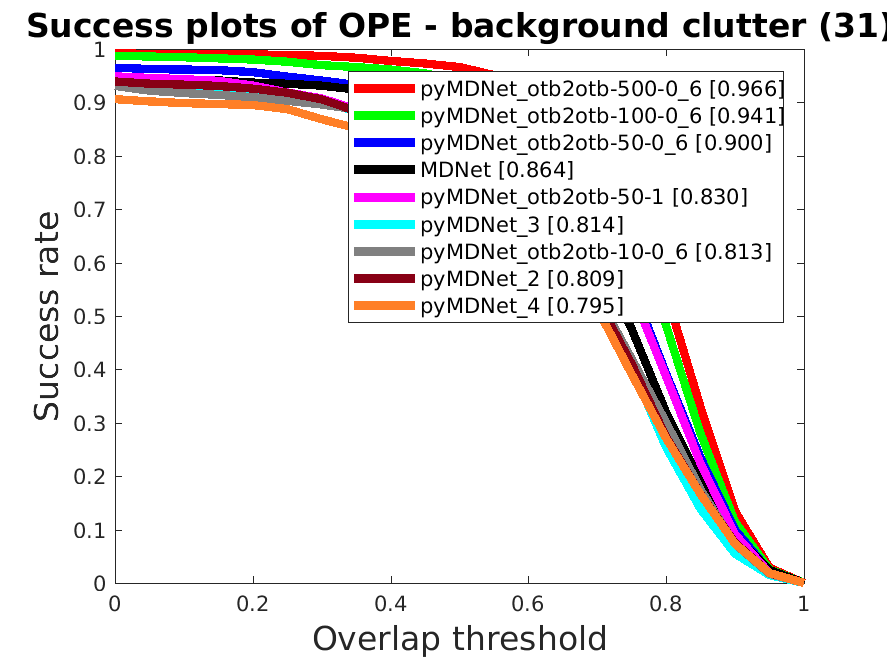 Success plots of OPE - background clutter (31)
1
0.9
0.8
0.7
0.6
0.5
0.4
0.3
0.2
0.1
0
Success rate
pyMDNet_otb2otb-500-0_6 [0.966]
pyMDNet_otb2otb-100-0_6 [0.941]
pyMDNet_otb2otb-50-0_6 [0.900]
MDNet [0.864]
pyMDNet_otb2otb-50-1 [0.830]
pyMDNet_3 [0.814]
pyMDNet_otb2otb-10-0_6 [0.813]
pyMDNet_2 [0.809]
pyMDNet_4 [0.795]
0 0.2 0.4 0.6 0.8 1
Overlap threshold